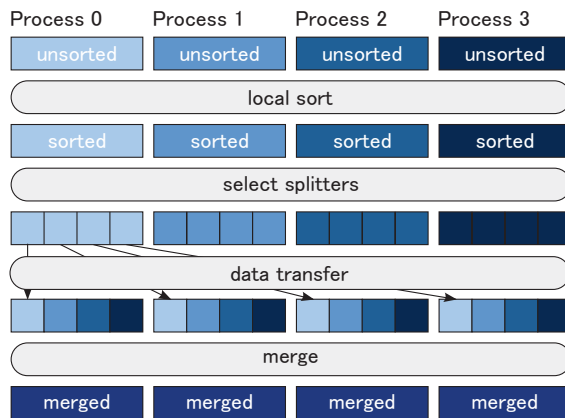 Process 0 Process 1 Process 2 Process 3
unsorted unsorted unsorted unsorted
local sort
sorted sorted sorted sorted
select splitters
data transfer
merge
merged merged merged merged